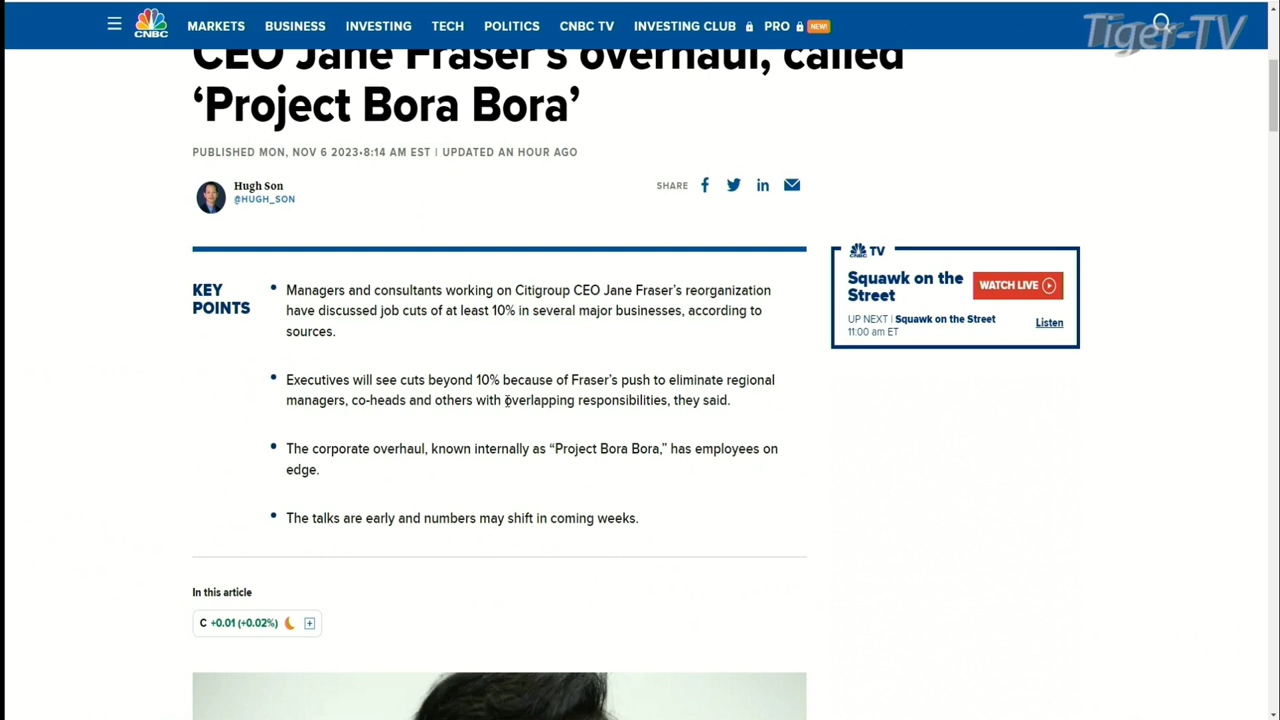 MARKETS BUSINESS INVESTING TECH POLITICS CNBC TV INVESTING CLUB PRO NEW!
CNBC
Tiger-TV
CEO Jane Fraser's overhaul, called
‘Project Bora Bora’
PUBLISHED MON, NOV 6 2023•8:14 AM EST | UPDATED AN HOUR AGO
Hugh Son
@HUGH_SON
SHARE
KEY
POINTS
Managers and consultants working on Citigroup CEO Jane Fraser’s reorganization
have discussed job cuts of at least 10% in several major businesses, according to
sources.
Executives will see cuts beyond 10% because of Fraser’s push to eliminate regional
managers, co-heads and others with overlapping responsibilities, they said.
The corporate overhaul, known internally as “Project Bora Bora,” has employees on
edge.
The talks are early and numbers may shift in coming weeks.
CNBC TV
Squawk on the
Street
WATCH LIVE
UP NEXT | Squawk on the Street
11:00 am ET
Listen
In this article
C +0.01 (+0.02%)